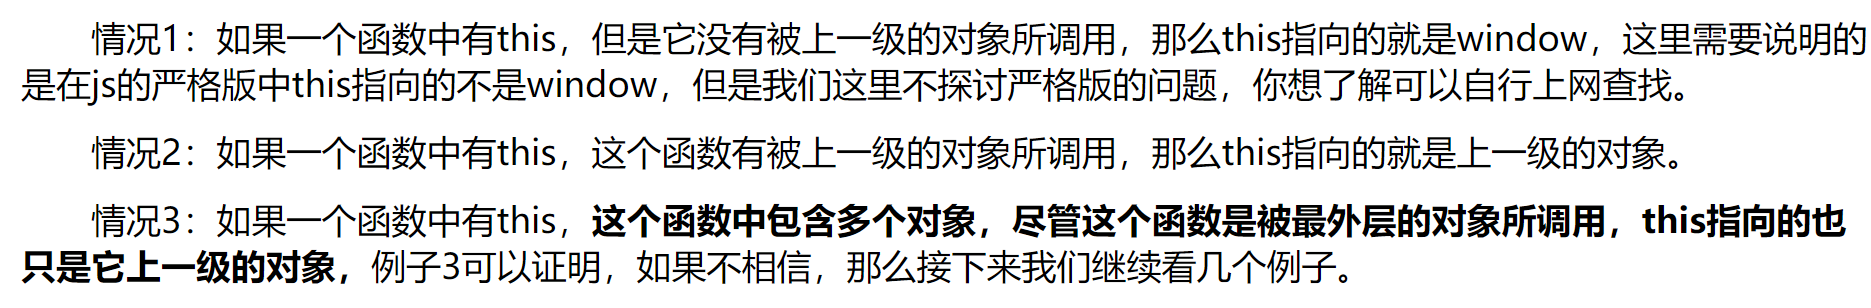 情况1：如果一个函数中有this，但是它没有被上一级的对象所调用，那么this指向的就是window，这里需要说明的
是在js的严格版中this指向的不是window，但是我们这里不探讨严格版的问题，你想了解可以自行上网查找。
情况2：如果一个函数中有this，这个函数有被上一级的对象所调用，那么this指向的就是上一级的对象。
情况3：如果一个函数中有this，这个函数中包含多个对象，尽管这个函数是被最外层的对象所调用，this指向的也
只是它上一级的对象，例子3可以证明，如果不相信，那么接下来我们继续看几个例子。